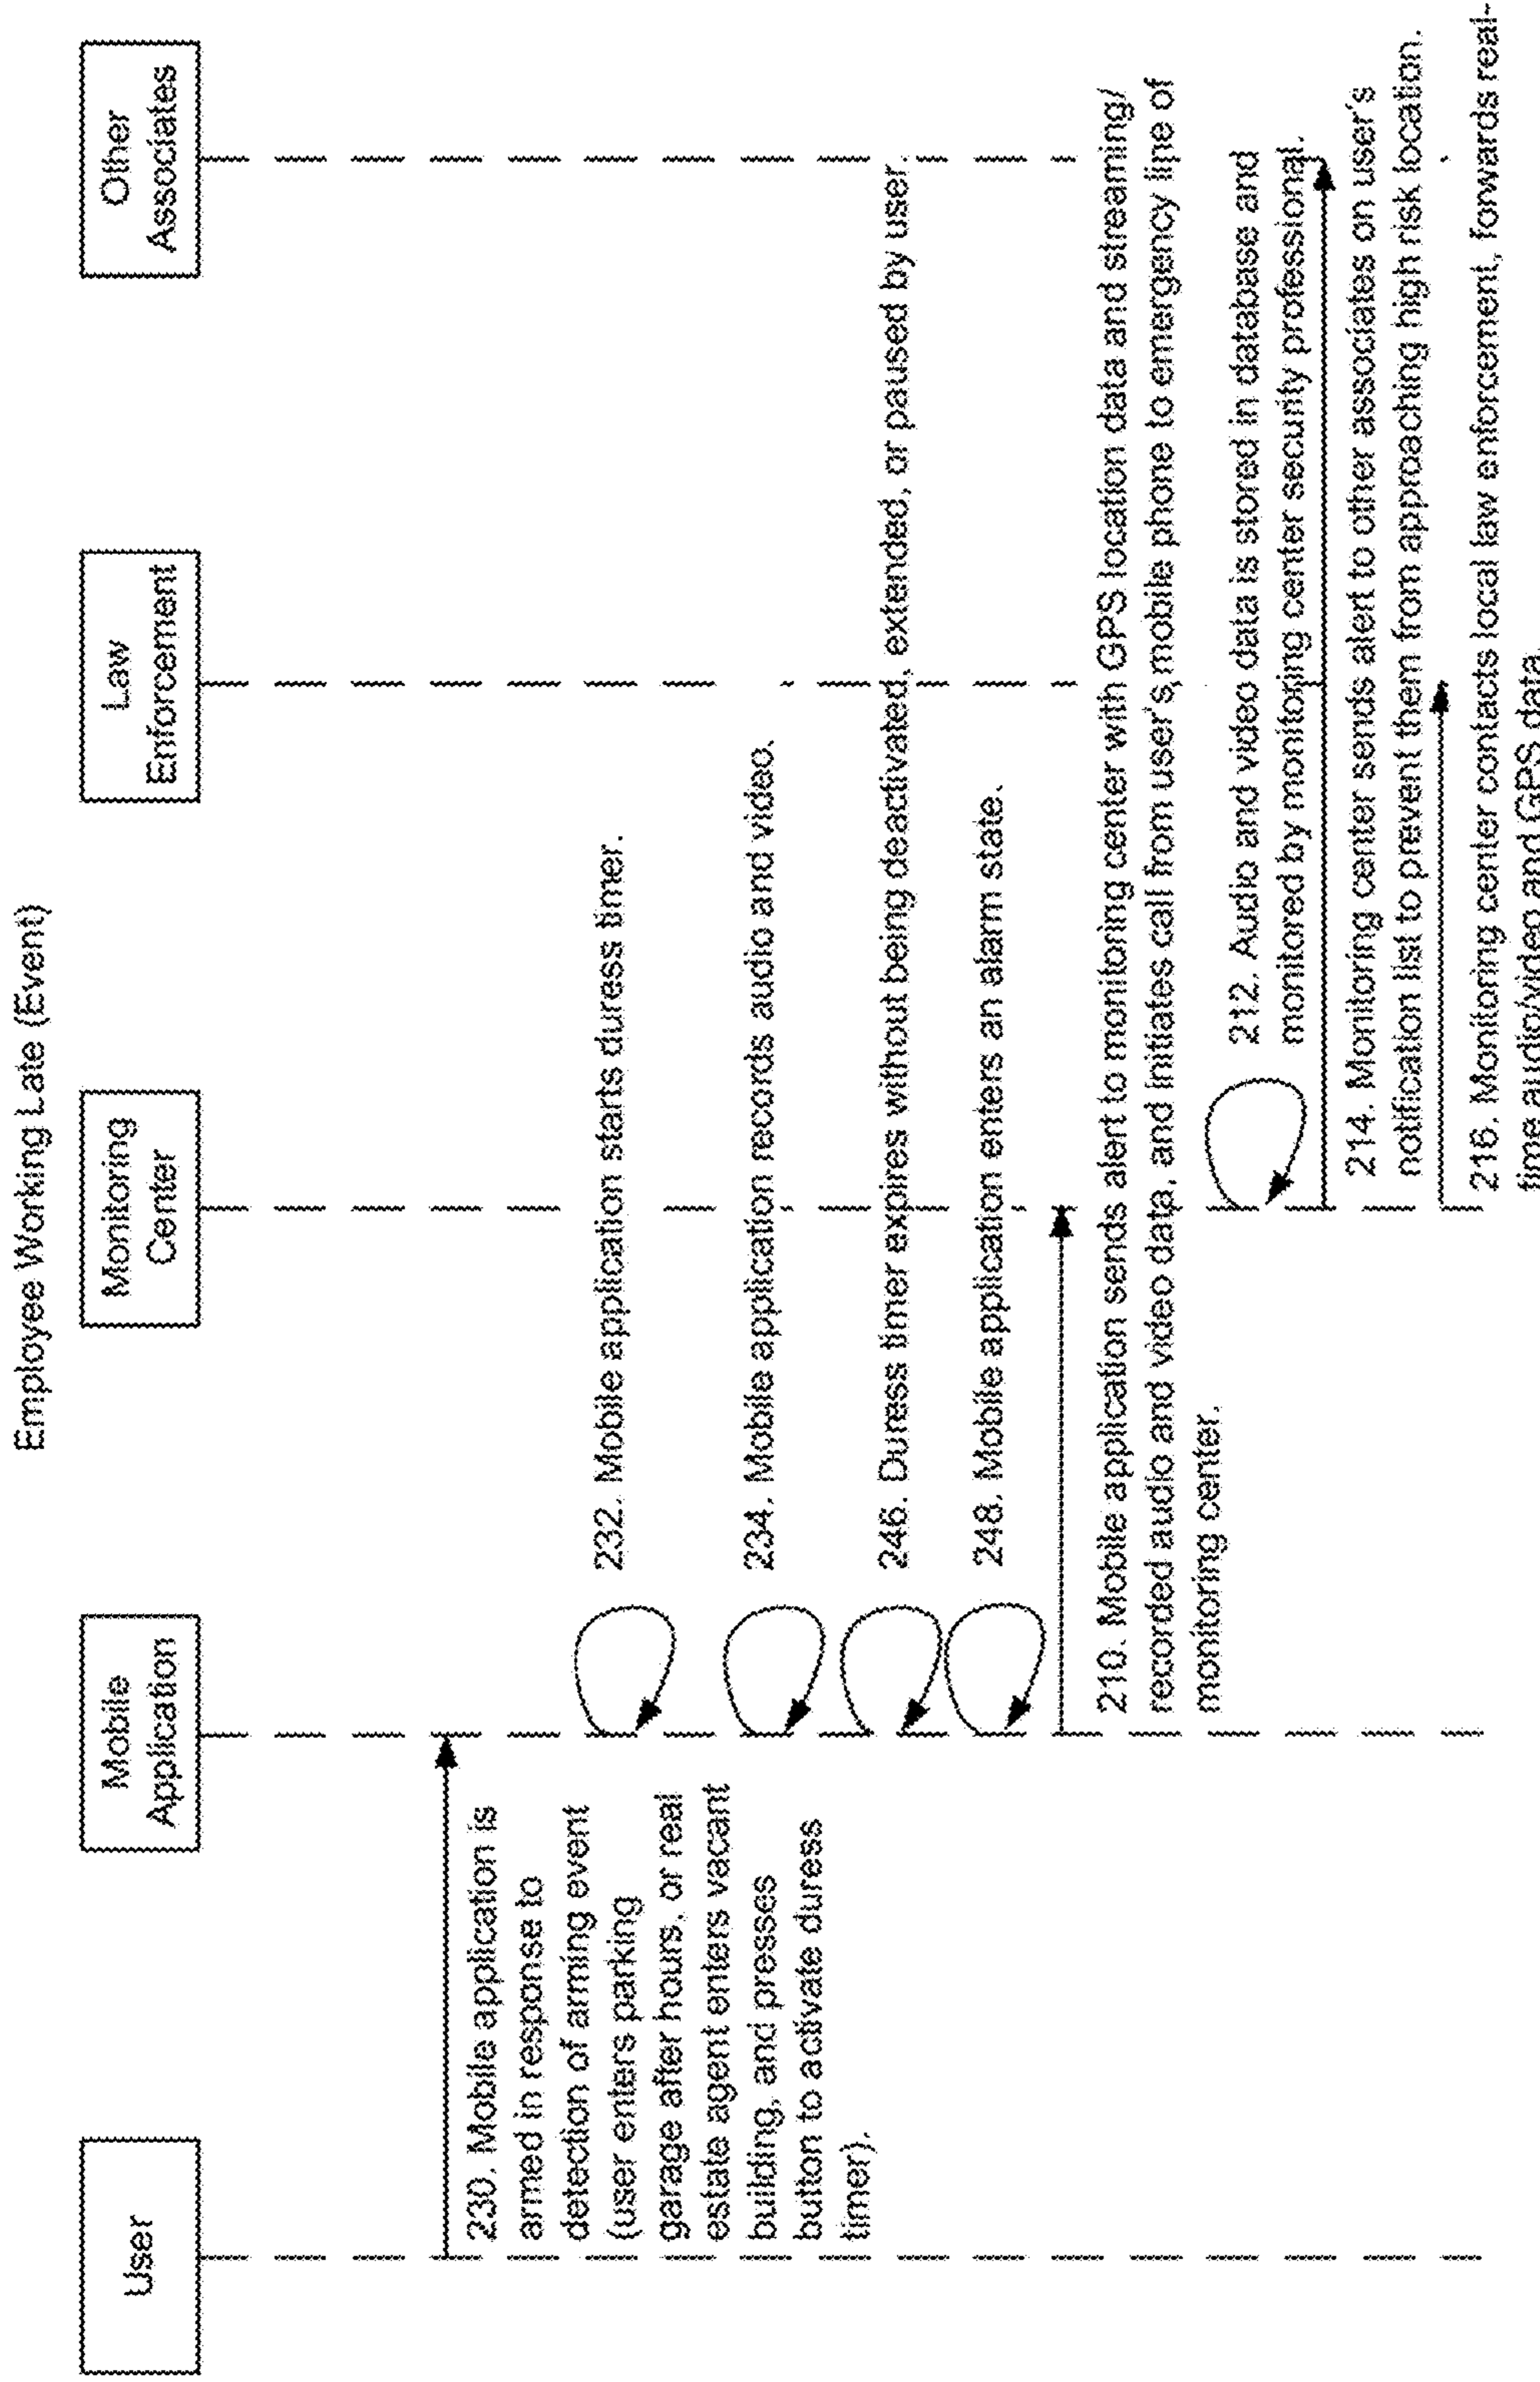 Employee Working Late (Event)
User
Mobile
Application
Monitoring
Center
Law
Enforcement
Other
Associates
230. Mobile application is
armed in response to
detection of arming event
(user enters parking
garage after hours, or real
estate agent enters vacant
building, and presses
button to activate duress
timer).
232. Mobile application starts duress timer.
234. Mobile application records audio and video.
246. Duress timer expires without being deactivated, extended, or paused by user.
248. Mobile application enters an alarm state.
210. Mobile application sends alert to monitoring center with GPS location data and streaming/
recorded audio and video data, and initiates call from user's mobile phone to emergency line of
monitoring center.
212. Audio and video data is stored in database and
monitored by monitoring center security professional.
214. Monitoring center sends alert to other associates on user's
notification list to prevent them from approaching high risk location.
216. Monitoring center contacts local law enforcement, forwards real-
time audio/video and GPS data.